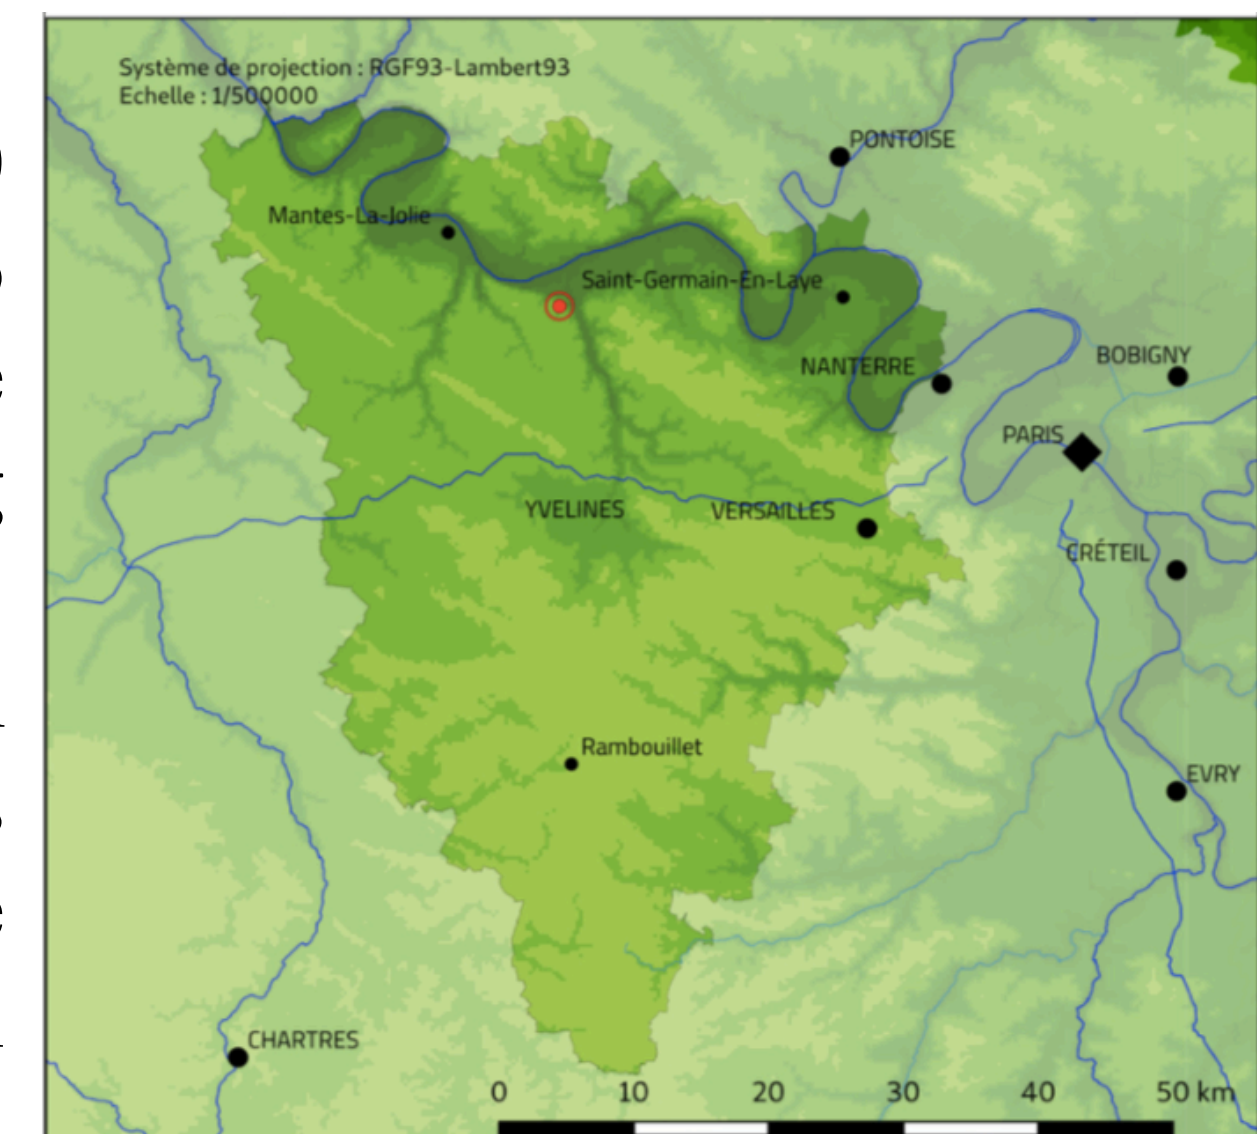 Système de projection : RGF93-Lambert93
Echelle : 1/500000
PONTOISE
Mantes-La-Jolie
Saint-Germain-En-Laye
NANTERRE
BOBIGNY
PARIS
YVELINES
VERSAILLES
CRÉTEIL
Rambouillet
EVRY
CHARTRES
0 10 20 30 40 50 km